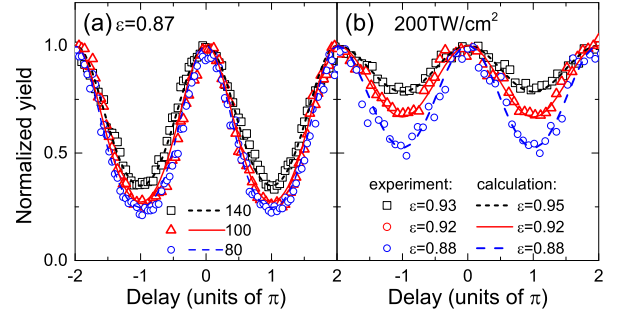 (a) ε=0.87
(b) 200TW/cm²
Normalized yield
1.0
0.5
0.0
140
100
80
experiment: calculation:
ε=0.93 ε=0.95
ε=0.92 ε=0.92
ε=0.88 ε=0.88
-2 -1 0 1 2 -1 0 1 2
Delay (units of π) Delay (units of π)